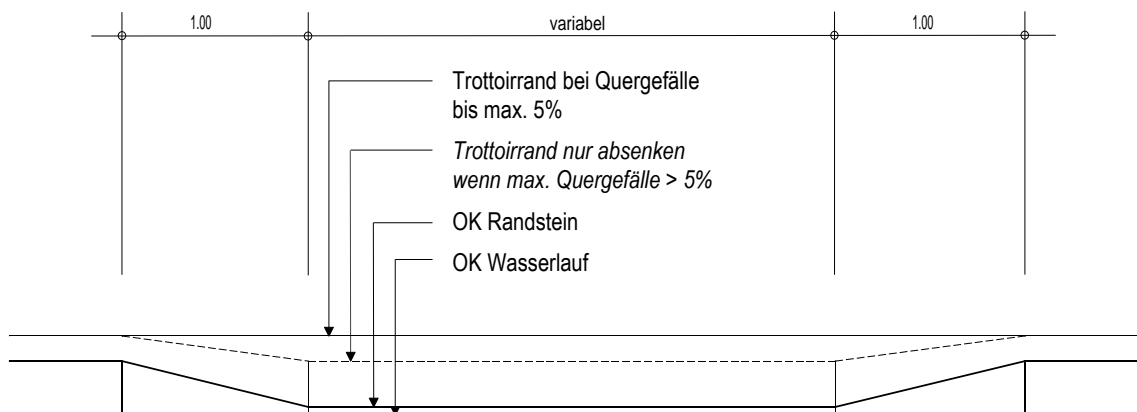 1.00 variabel 1.00
Trottoirrand bei Quergefälle
bis max. 5%
Trottoirrand nur absenken
wenn max. Quergefälle > 5%
OK Randstein
OK Wasserlauf